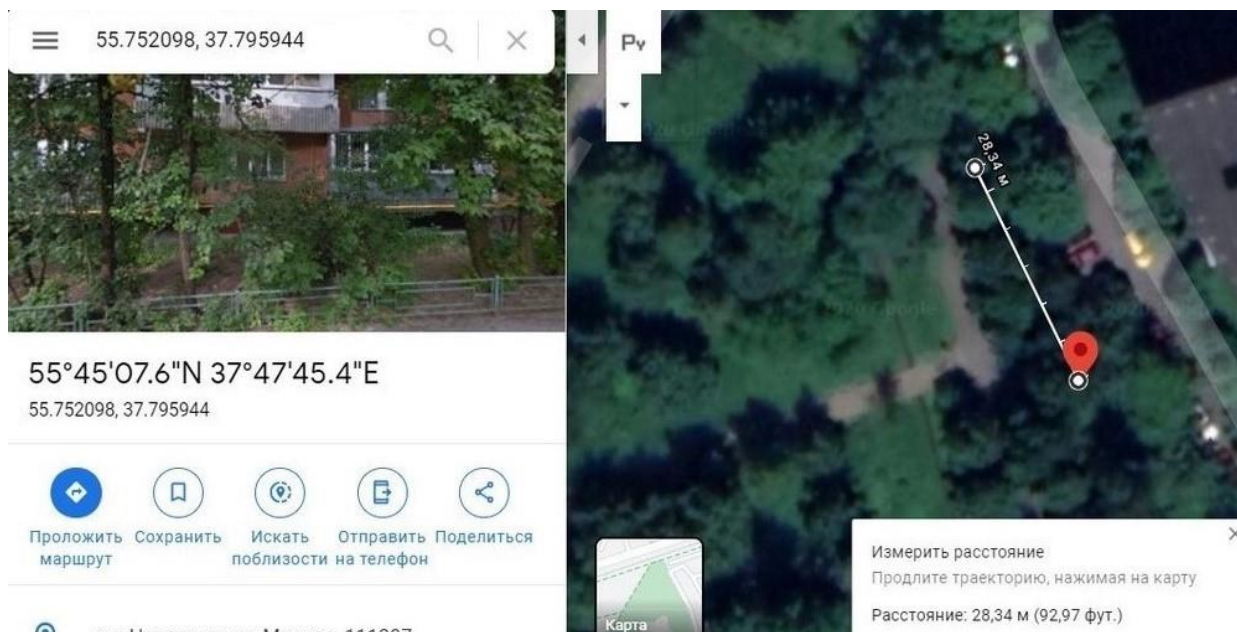 55.752098, 37.795944
55°45'07.6"N 37°47'45.4"E
55.752098, 37.795944
Проложить маршрут
Сохранить
Искать поблизости
Отправить на телефон
Поделиться
Ру
28,34 м
Карта
Измерить расстояние
Продлите траекторию, нажимая на карту
Расстояние: 28,34 м (92,97 фут.)